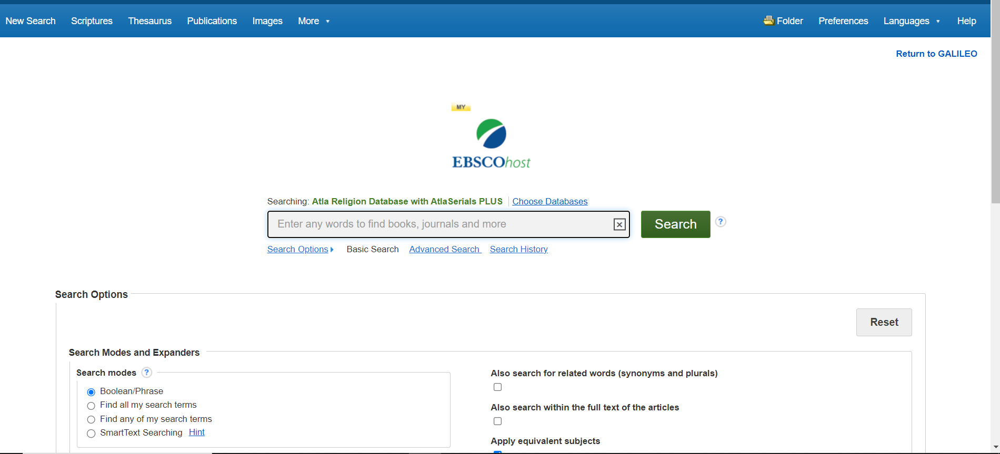 New Search Scriptures Thesaurus Publications Images More Folder Preferences Languages Help
Return to GALILEO
MY
EBSCOhost
Searching: Atla Religion Database with AtlaSerials PLUS Choose Databases
Enter any words to find books, journals and more Search ?
Search Options Basic Search Advanced Search Search History
Search Options
Reset
Search Modes and Expanders
Search modes ?
Boolean/Phrase
Find all my search terms
Find any of my search terms
SmartText Searching Hint
Also search for related words (synonyms and plurals)
Also search within the full text of the articles
Apply equivalent subjects